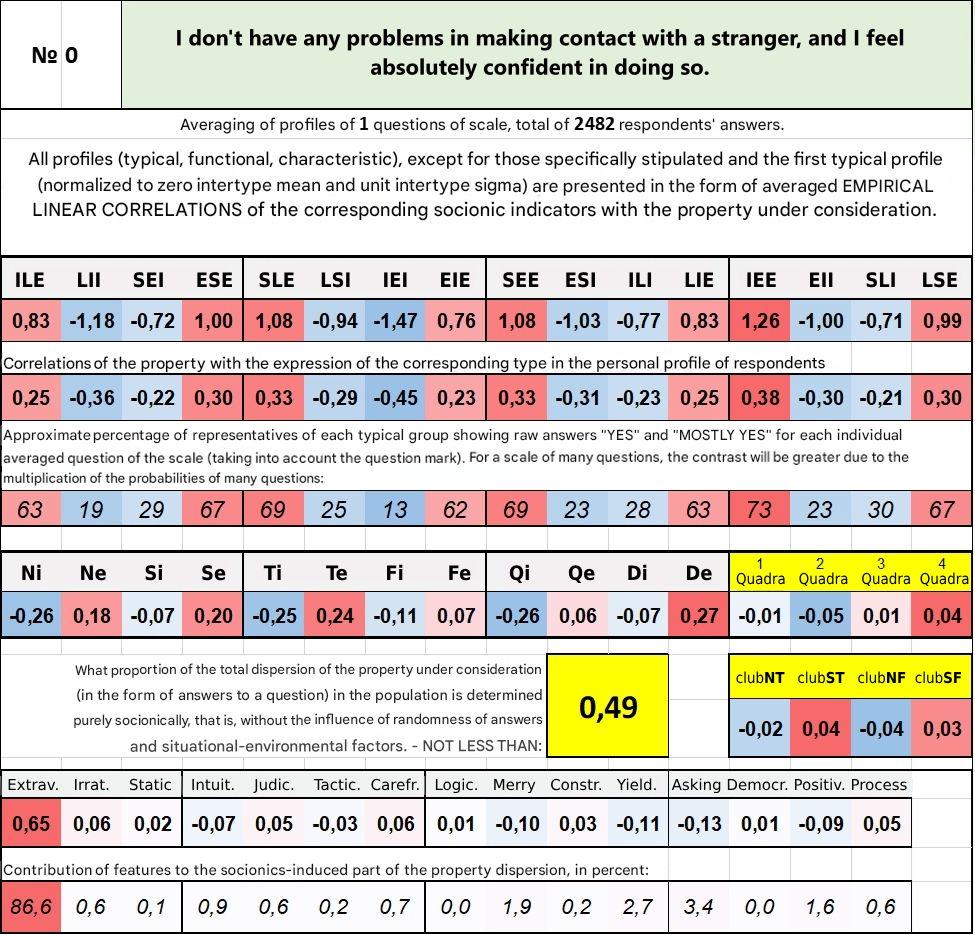 № 0
I don't have any problems in making contact with a stranger, and I feel
absolutely confident in doing so.
Averaging of profiles of 1 questions of scale, total of 2482 respondents' answers.
All profiles (typical, functional, characteristic), except for those specifically stipulated and the first typical profile
(normalized to zero intertype mean and unit intertype sigma) are presented in the form of averaged EMPIRICAL
LINEAR CORRELATIONS of the corresponding socionic indicators with the property under consideration.
ILE LII SEI ESE SLE LSI IEI EIE SEE ESI ILI LIE IEE EII SLI LSE
0,83 -1,18 -0,72 1,00 1,08 -0,94 -1,47 0,76 1,08 -1,03 -0,77 0,83 1,26 -1,00 -0,71 0,99
Correlations of the property with the expression of the corresponding type in the personal profile of respondents
0,25 -0,36 -0,22 0,30 0,33 -0,29 -0,45 0,23 0,33 -0,31 -0,23 0,25 0,38 -0,30 -0,21 0,30
Approximate percentage of representatives of each typical group showing raw answers "YES" and "MOSTLY YES" for each individual
averaged question of the scale (taking into account the question mark). For a scale of many questions, the contrast will be greater due to the
multiplication of the probabilities of many questions:
63 19 29 67 69 25 13 62 69 23 28 63 73 23 30 67
Ni Ne Si Se Ti Te Fi Fe Qi Qe Di De 1 Quadra 2 Quadra 3 Quadra 4 Quadra
-0,26 0,18 -0,07 0,20 -0,25 0,24 -0,11 0,07 -0,26 0,06 -0,07 0,27 -0,01 -0,05 0,01 0,04
What proportion of the total dispersion of the property under consideration
(in the form of answers to a question) in the population is determined
purely socionically, that is, without the influence of randomness of answers
and situational-environmental factors. - NOT LESS THAN:
0,49
clubNT clubST clubNF clubSF
-0,02 0,04 -0,04 0,03
Extrav. Irrat. Static Intuit. Judic. Tactic. Carefr. Logic. Merry Constr. Yield. Asking Democr. Positiv. Process
0,65 0,06 0,02 -0,07 0,05 -0,03 0,06 0,01 -0,10 0,03 -0,11 -0,13 0,01 -0,09 0,05
Contribution of features to the socionics-induced part of the property dispersion, in percent:
86,6 0,6 0,1 0,9 0,6 0,2 0,7 0,0 1,9 0,2 2,7 3,4 0,0 1,6 0,6